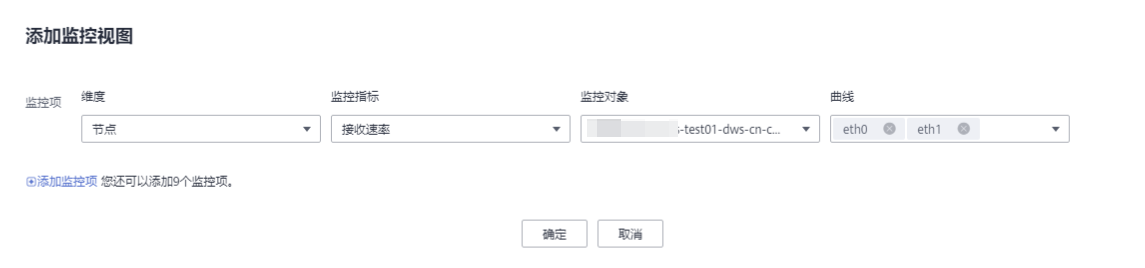 添加监控视图
监控项 维度 监控指标 监控对象 曲线
节点 接收速率 s-test01-dws-cn-c... eth0 eth1
添加监控项 您还可以添加9个监控项。
确定 取消